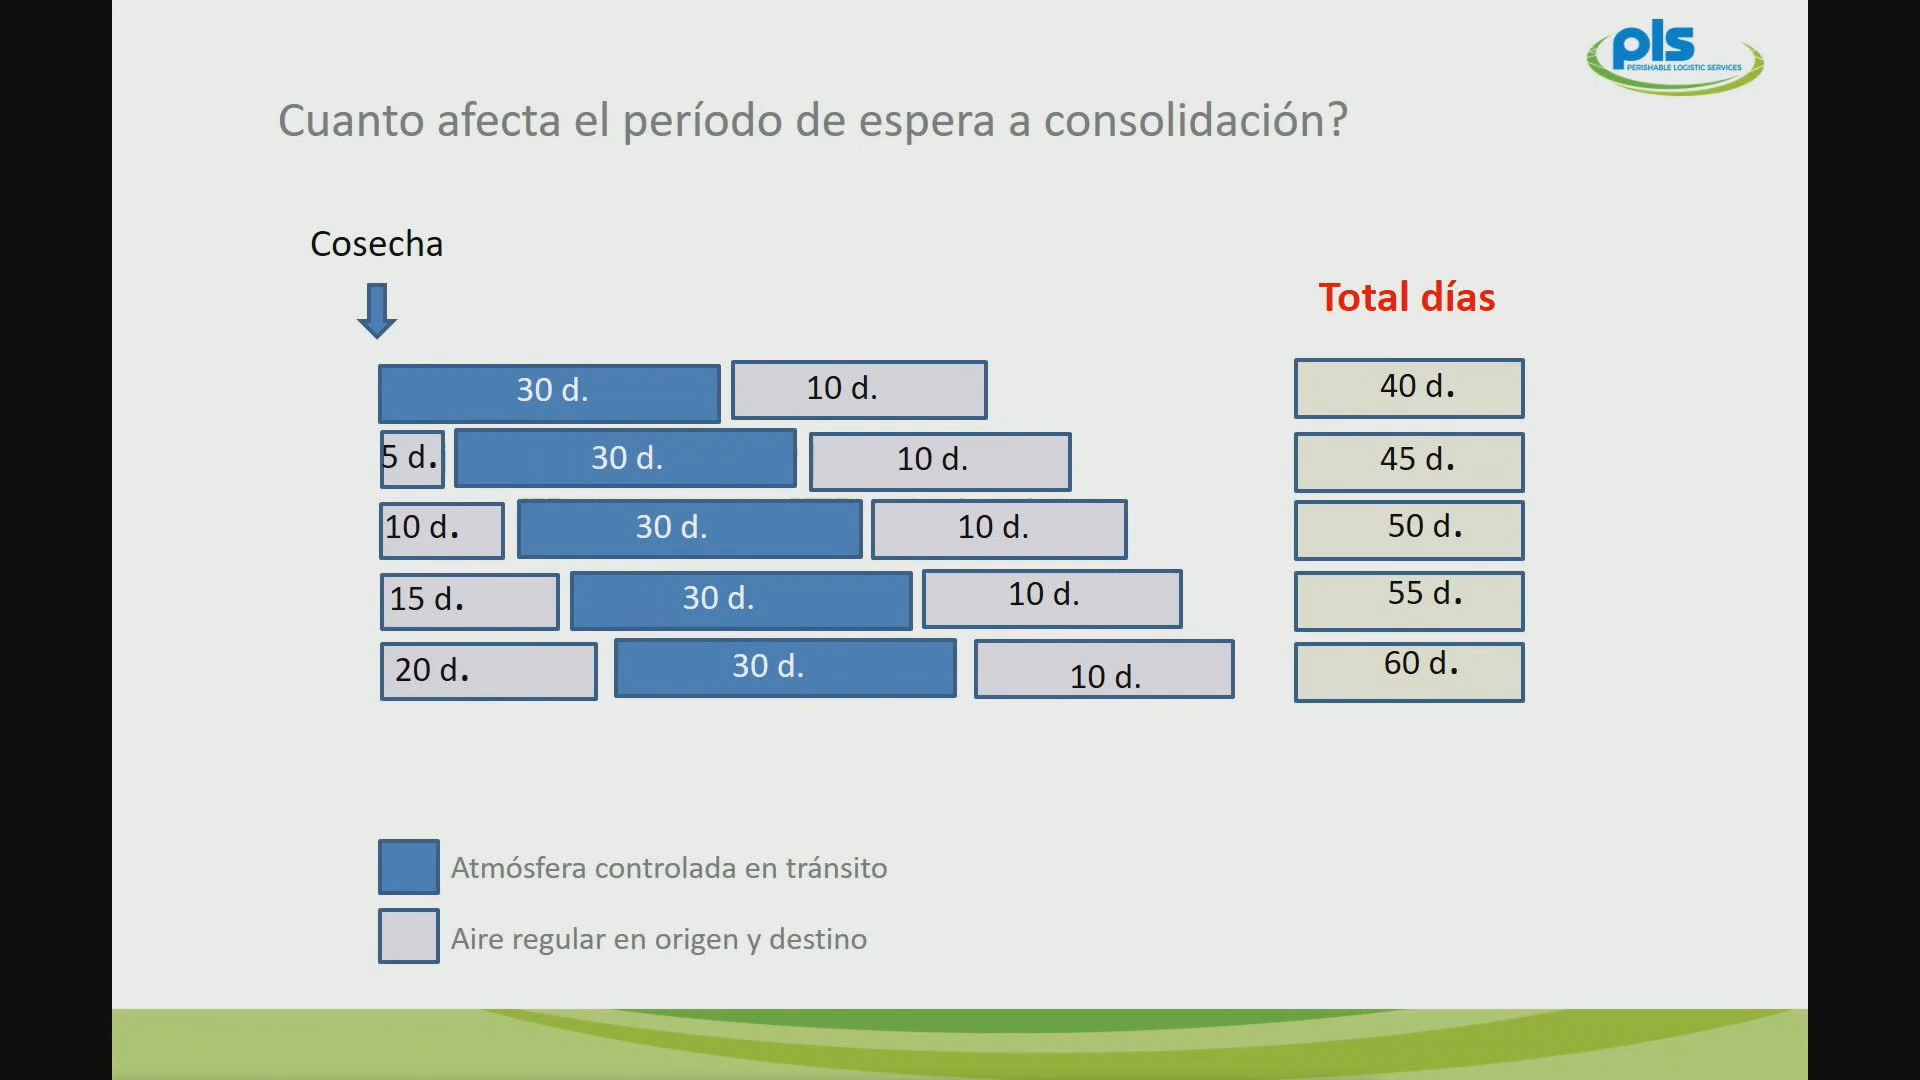 pls
PERISHABLE LOGISTIC SERVICES
Cuanto afecta el período de espera a consolidación?
Cosecha
Total días
30 d. 10 d. 40 d.
5 d. 30 d. 10 d. 45 d.
10 d. 30 d. 10 d. 50 d.
15 d. 30 d. 10 d. 55 d.
20 d. 30 d. 10 d. 60 d.
Atmósfera controlada en tránsito
Aire regular en origen y destino